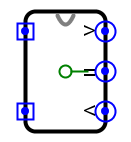 >
=
<